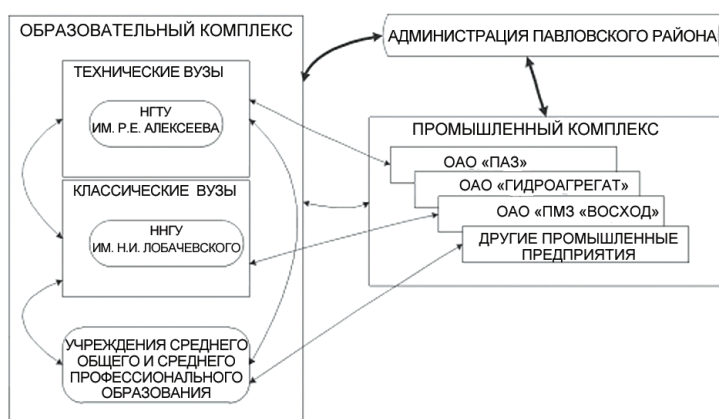 ОБРАЗОВАТЕЛЬНЫЙ КОМПЛЕКС
ТЕХНИЧЕСКИЕ ВУЗЫ
НГТУ
ИМ. Р.Е. АЛЕКСЕЕВА
КЛАССИЧЕСКИЕ ВУЗЫ
ННГУ
ИМ. Н.И. ЛОБАЧЕВСКОГО
УЧРЕЖДЕНИЯ СРЕДНЕГО
ОБЩЕГО И СРЕДНЕГО
ПРОФЕССИОНАЛЬНОГО
ОБРАЗОВАНИЯ
АДМИНИСТРАЦИЯ ПАВЛОВСКОГО РАЙОНА
ПРОМЫШЛЕННЫЙ КОМПЛЕКС
ОАО «ПАЗ»
ОАО «ГИДРОАГРЕГАТ»
ОАО «ПМЗ «ВОСХОД»
ДРУГИЕ ПРОМЫШЛЕННЫЕ
ПРЕДПРИЯТИЯ